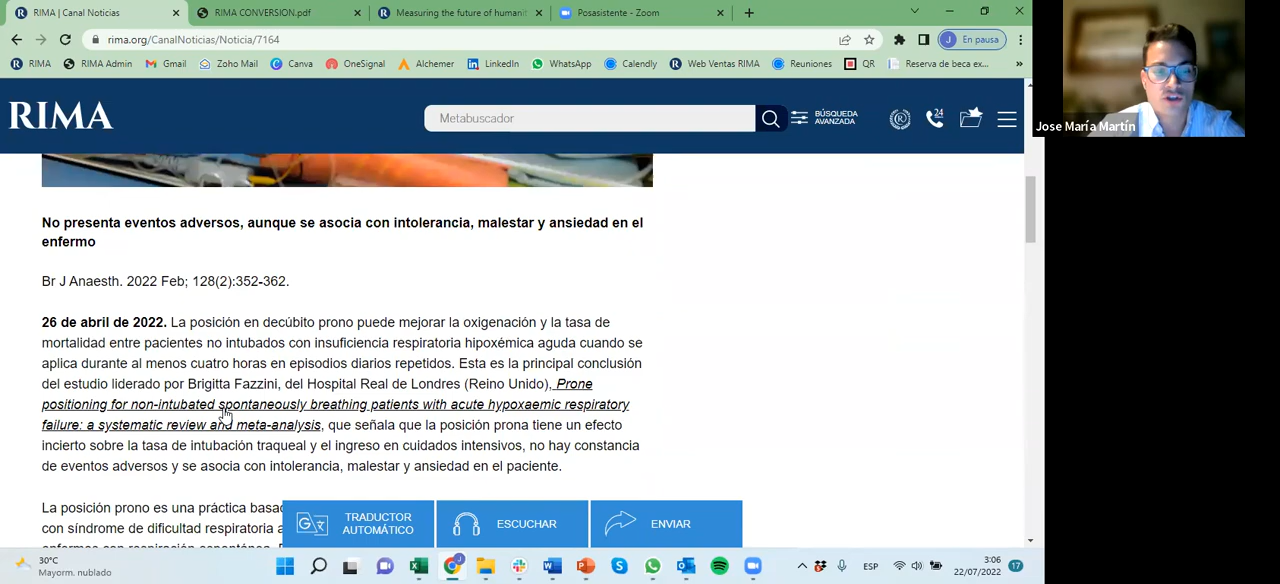 RIMA | Canal Noticias
RIMA CONVERSION.pdf
Measuring the future of humanit
Posasistente - Zoom
rima.org/CanalNoticias/Noticia/7164
J En pausa
RIMA
RIMA Admin
Gmail
Zoho Mail
Canva
OneSignal
Alchemer
LinkedIn
WhatsApp
Calendly
Web Ventas RIMA
Reuniones
QR
Reserva de beca ex...
»
RIMA
Metabuscador
BÚSQUEDA
AVANZADA
24
Jose María Martín
No presenta eventos adversos, aunque se asocia con intolerancia, malestar y ansiedad en el
enfermo
Br J Anaesth. 2022 Feb; 128(2):352-362.
26 de abril de 2022. La posición en decúbito prono puede mejorar la oxigenación y la tasa de
mortalidad entre pacientes no intubados con insuficiencia respiratoria hipoxémica aguda cuando se
aplica durante al menos cuatro horas en episodios diarios repetidos. Esta es la principal conclusión
del estudio liderado por Brigitta Fazzini, del Hospital Real de Londres (Reino Unido), Prone
positioning for non-intubated spontaneously breathing patients with acute hypoxaemic respiratory
failure: a systematic review and meta-analysis, que señala que la posición prona tiene un efecto
incierto sobre la tasa de intubación traqueal y el ingreso en cuidados intensivos, no hay constancia
de eventos adversos y se asocia con intolerancia, malestar y ansiedad en el paciente.
La posición prono es una práctica basa
con síndrome de dificultad respiratoria a
TRADUCTOR
AUTOMÁTICO
ESCUCHAR
ENVIAR
30°C
Mayorm. nublado
ESP
3:06
22/07/2022
17